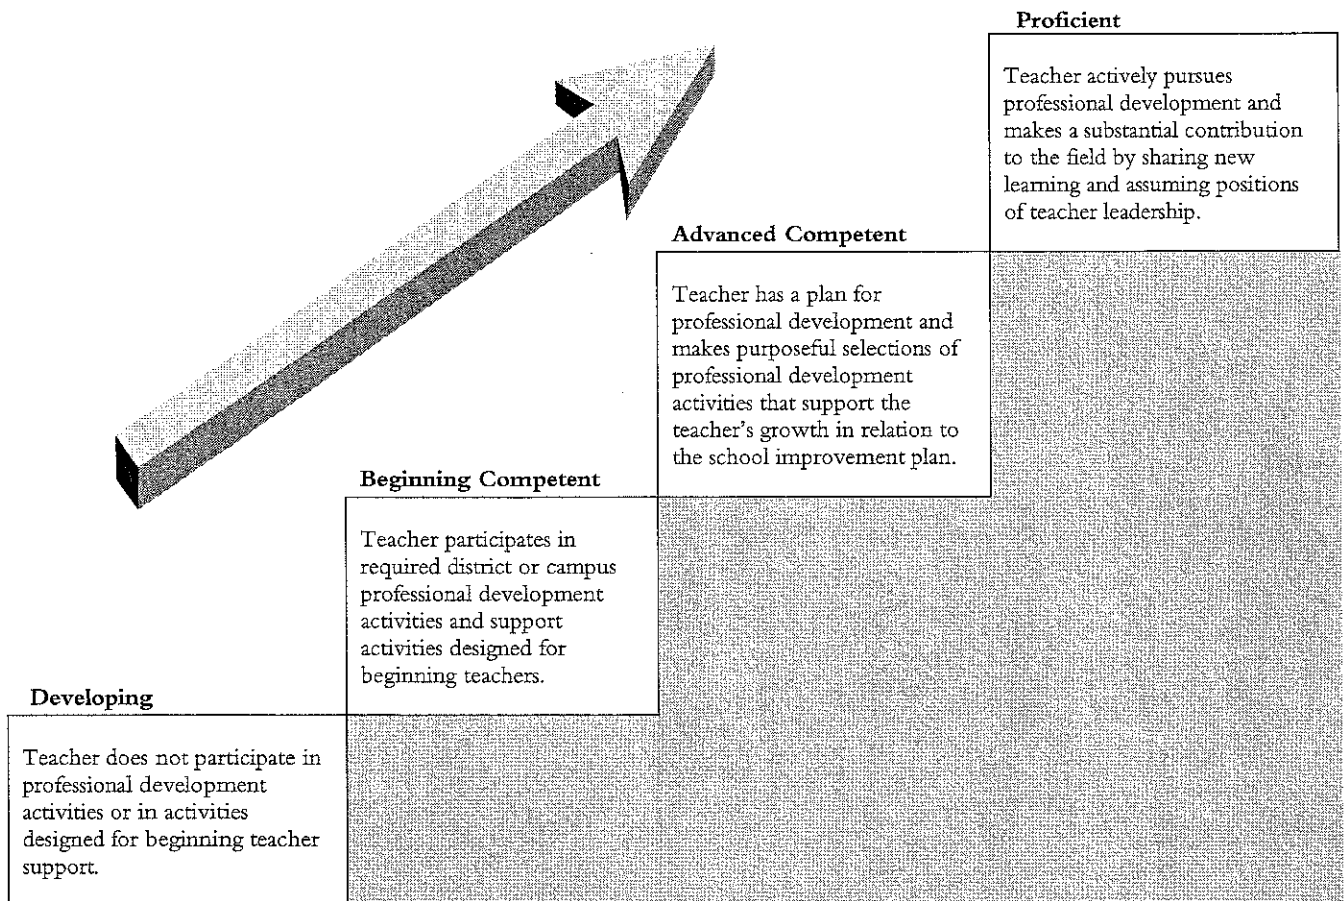 Proficient
Teacher actively pursues
professional development and
makes a substantial contribution
to the field by sharing new
learning and assuming positions
of teacher leadership.
Advanced Competent
Teacher has a plan for
professional development and
makes purposeful selections of
professional development
activities that support the
teacher's growth in relation to
the school improvement plan.
Beginning Competent
Teacher participates in
required district or campus
professional development
activities and support
activities designed for
beginning teachers.
Developing
Teacher does not participate in
professional development
activities or in activities
designed for beginning teacher
support.